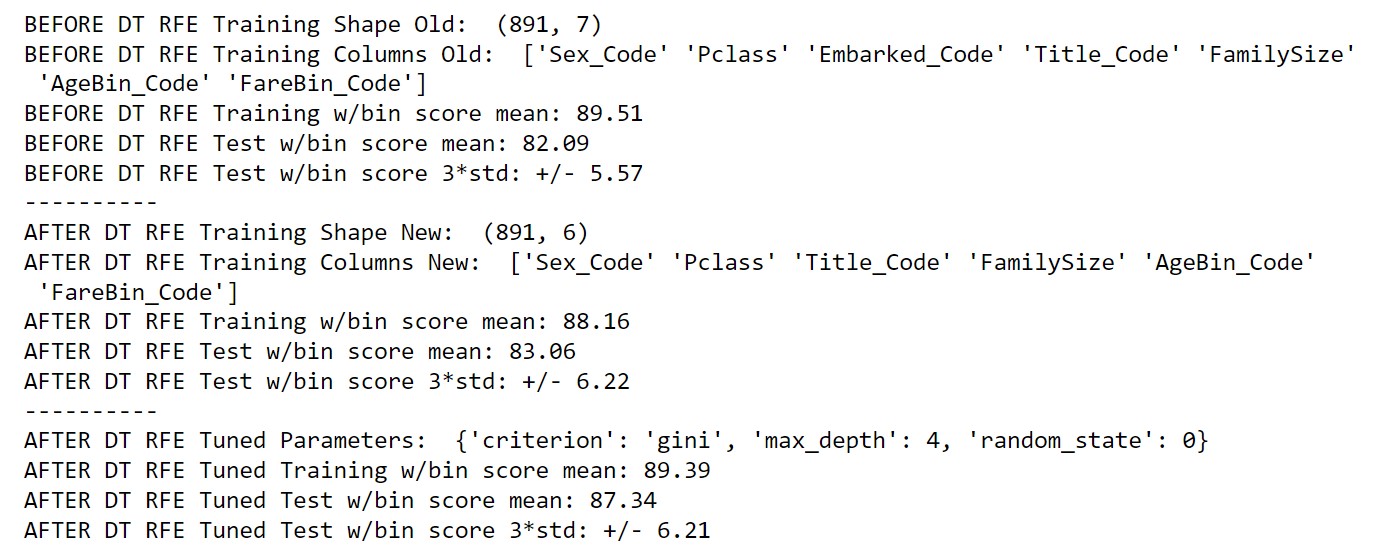 BEFORE DT RFE Training Shape Old:  (891, 7)
BEFORE DT RFE Training Columns Old:  ['Sex_Code' 'Pclass' 'Embarked_Code' 'Title_Code' 'FamilySize'
 'AgeBin_Code' 'FareBin_Code']
BEFORE DT RFE Training w/bin score mean: 89.51
BEFORE DT RFE Test w/bin score mean: 82.09
BEFORE DT RFE Test w/bin score 3*std: +/- 5.57
----------
AFTER DT RFE Training Shape New:  (891, 6)
AFTER DT RFE Training Columns New:  ['Sex_Code' 'Pclass' 'Title_Code' 'FamilySize' 'AgeBin_Code'
 'FareBin_Code']
AFTER DT RFE Training w/bin score mean: 88.16
AFTER DT RFE Test w/bin score mean: 83.06
AFTER DT RFE Test w/bin score 3*std: +/- 6.22
----------
AFTER DT RFE Tuned Parameters:  {'criterion': 'gini', 'max_depth': 4, 'random_state': 0}
AFTER DT RFE Tuned Training w/bin score mean: 89.39
AFTER DT RFE Tuned Test w/bin score mean: 87.34
AFTER DT RFE Tuned Test w/bin score 3*std: +/- 6.21